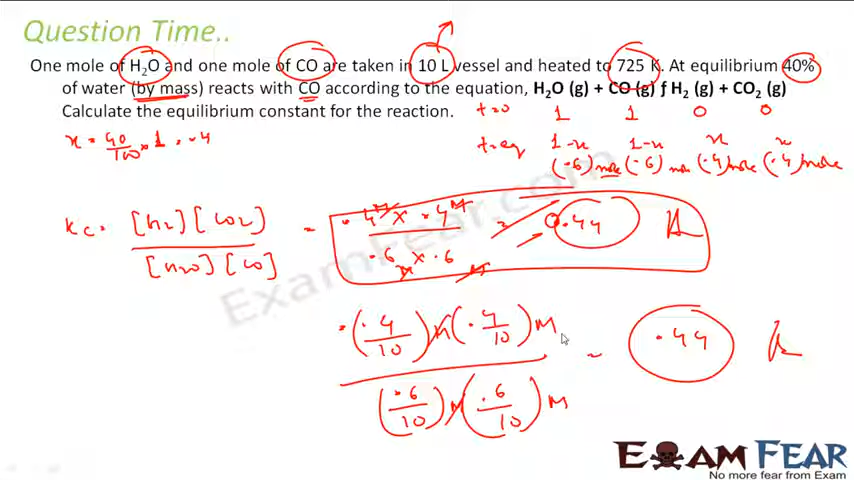 Question Time..
One mole of H2O and one mole of CO are taken in 10 L vessel and heated to 725 K. At equilibrium 40%
of water (by mass) reacts with CO according to the equation, H2O (g) + CO (g) ƒ H2 (g) + CO2 (g)
Calculate the equilibrium constant for the reaction.
t=0 1 1 0 0
x = 40/100 × 1 = .4
t=eq 1-x 1-x x x
(.6) mole (.6) mole (.4) mole (.4) mole
Kc = [H2] [CO2] / [H2O] [CO] = .4 M × .4 M / .6 M × .6 M = 0.44
= (.4/10) M (.4/10) M / (.6/10) M (.6/10) M = .44
ExamFear.com
EXAM FEAR
No more fear from Exam